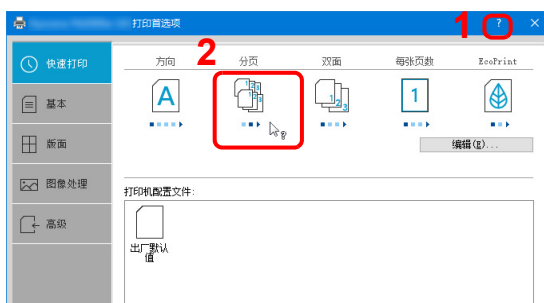 打印首选项
1
?
×
2
快速打印
方向
分页
双面
每张页数
EcoPrint
基本
版面
编辑(E)...
图像处理
打印机配置文件:
高级
出厂默认
值